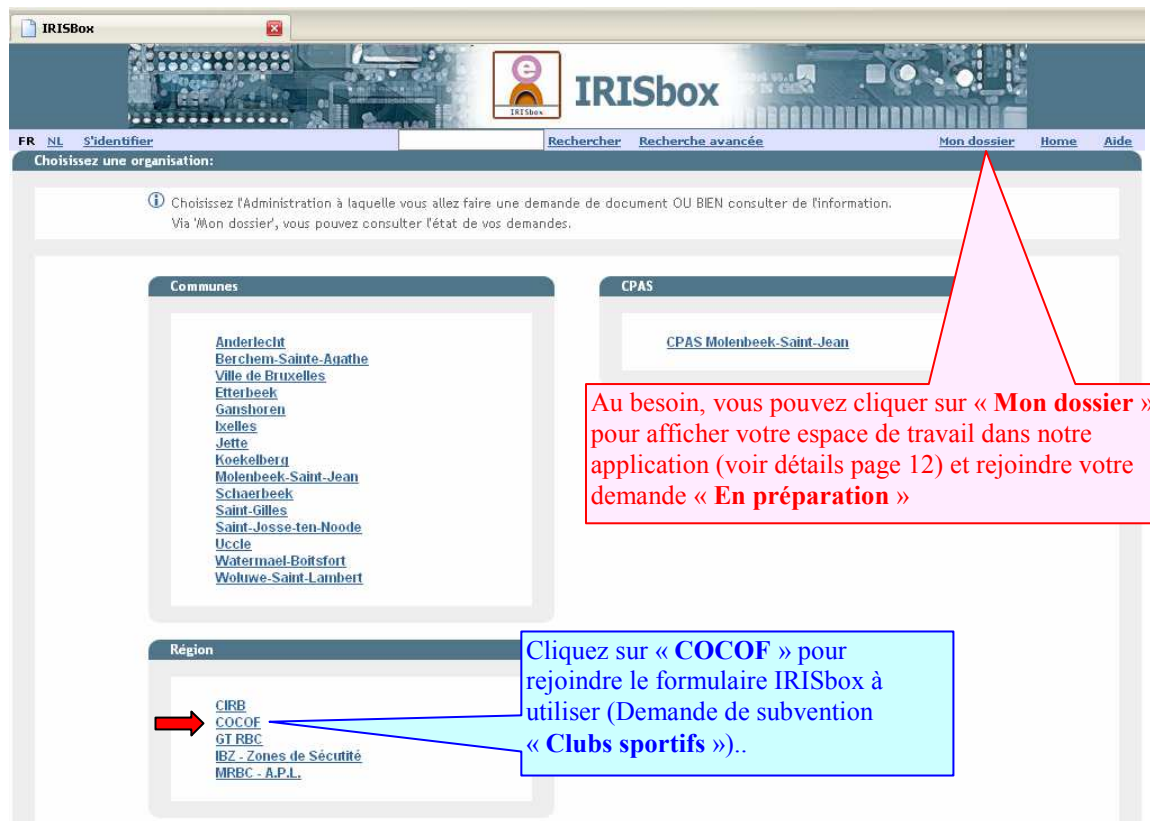 IRISBox
e
IRISbox
IRISbox
FR NL S'identifier Rechercher Recherche avancée Mon dossier Home Aide
Choisissez une organisation:
Choisissez l'Administration à laquelle vous allez faire une demande de document OU BIEN consulter de l'information.
Via 'Mon dossier', vous pouvez consulter l'état de vos demandes.
Communes
Anderlecht
Berchem-Sainte-Agathe
Ville de Bruxelles
Etterbeek
Ganshoren
Ixelles
Jette
Koekelberg
Molenbeek-Saint-Jean
Schaerbeek
Saint-Gilles
Saint-Josse-ten-Noode
Uccle
Watermael-Boitsfort
Woluwe-Saint-Lambert
CPAS
CPAS Molenbeek-Saint-Jean
Au besoin, vous pouvez cliquer sur « Mon dossier »
pour afficher votre espace de travail dans notre
application (voir détails page 12) et rejoindre votre
demande « En préparation »
Région
CIRB
COCOF
GT RBC
IBZ - Zones de Sécutité
MRBC - A.P.L.
Cliquez sur « COCOF » pour
rejoindre le formulaire IRISbox à
utiliser (Demande de subvention
« Clubs sportifs »)..